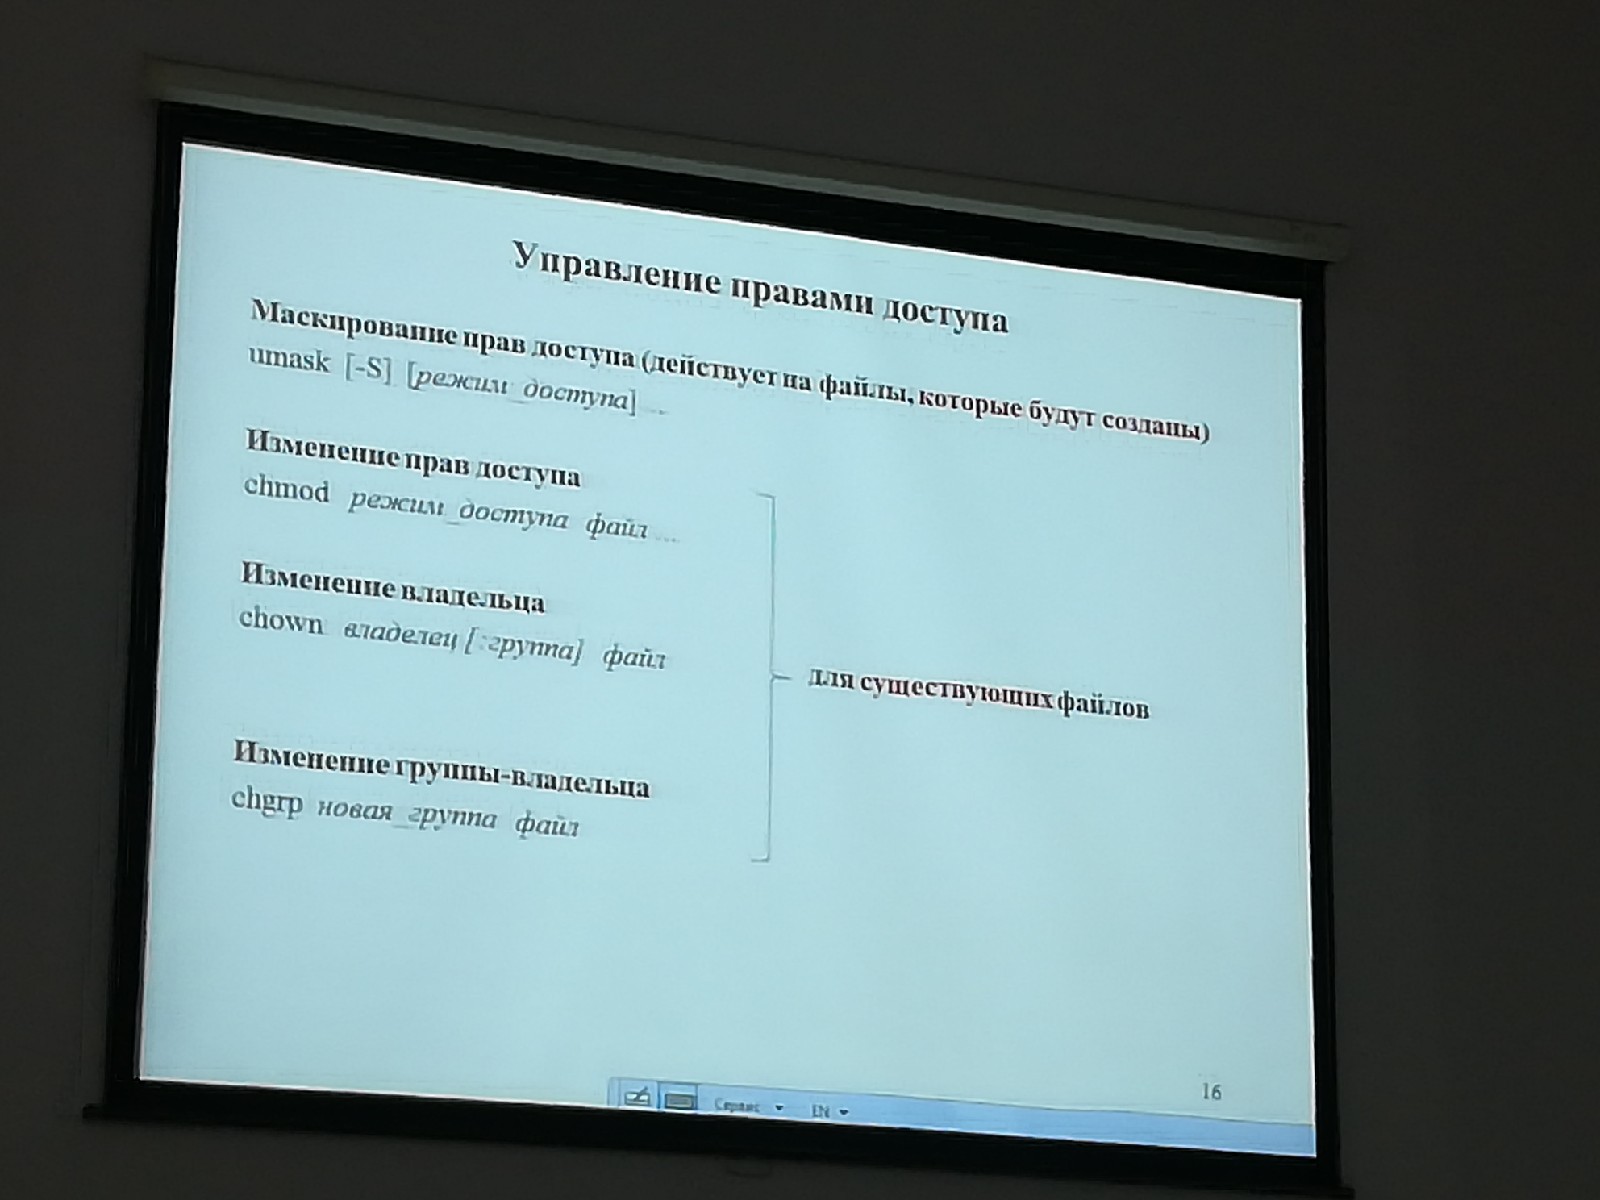 Управление правами доступа
Маскирование прав доступа (действует на файлы, которые будут созданы)
umask [-S] [режим_доступа] ...
Изменение прав доступа
chmod режим_доступа файл ...
Изменение владельца
chown владелец [:группа] файл
для существующих файлов
Изменение группы-владельца
chgrp новая_группа файл
16
Сервис EN